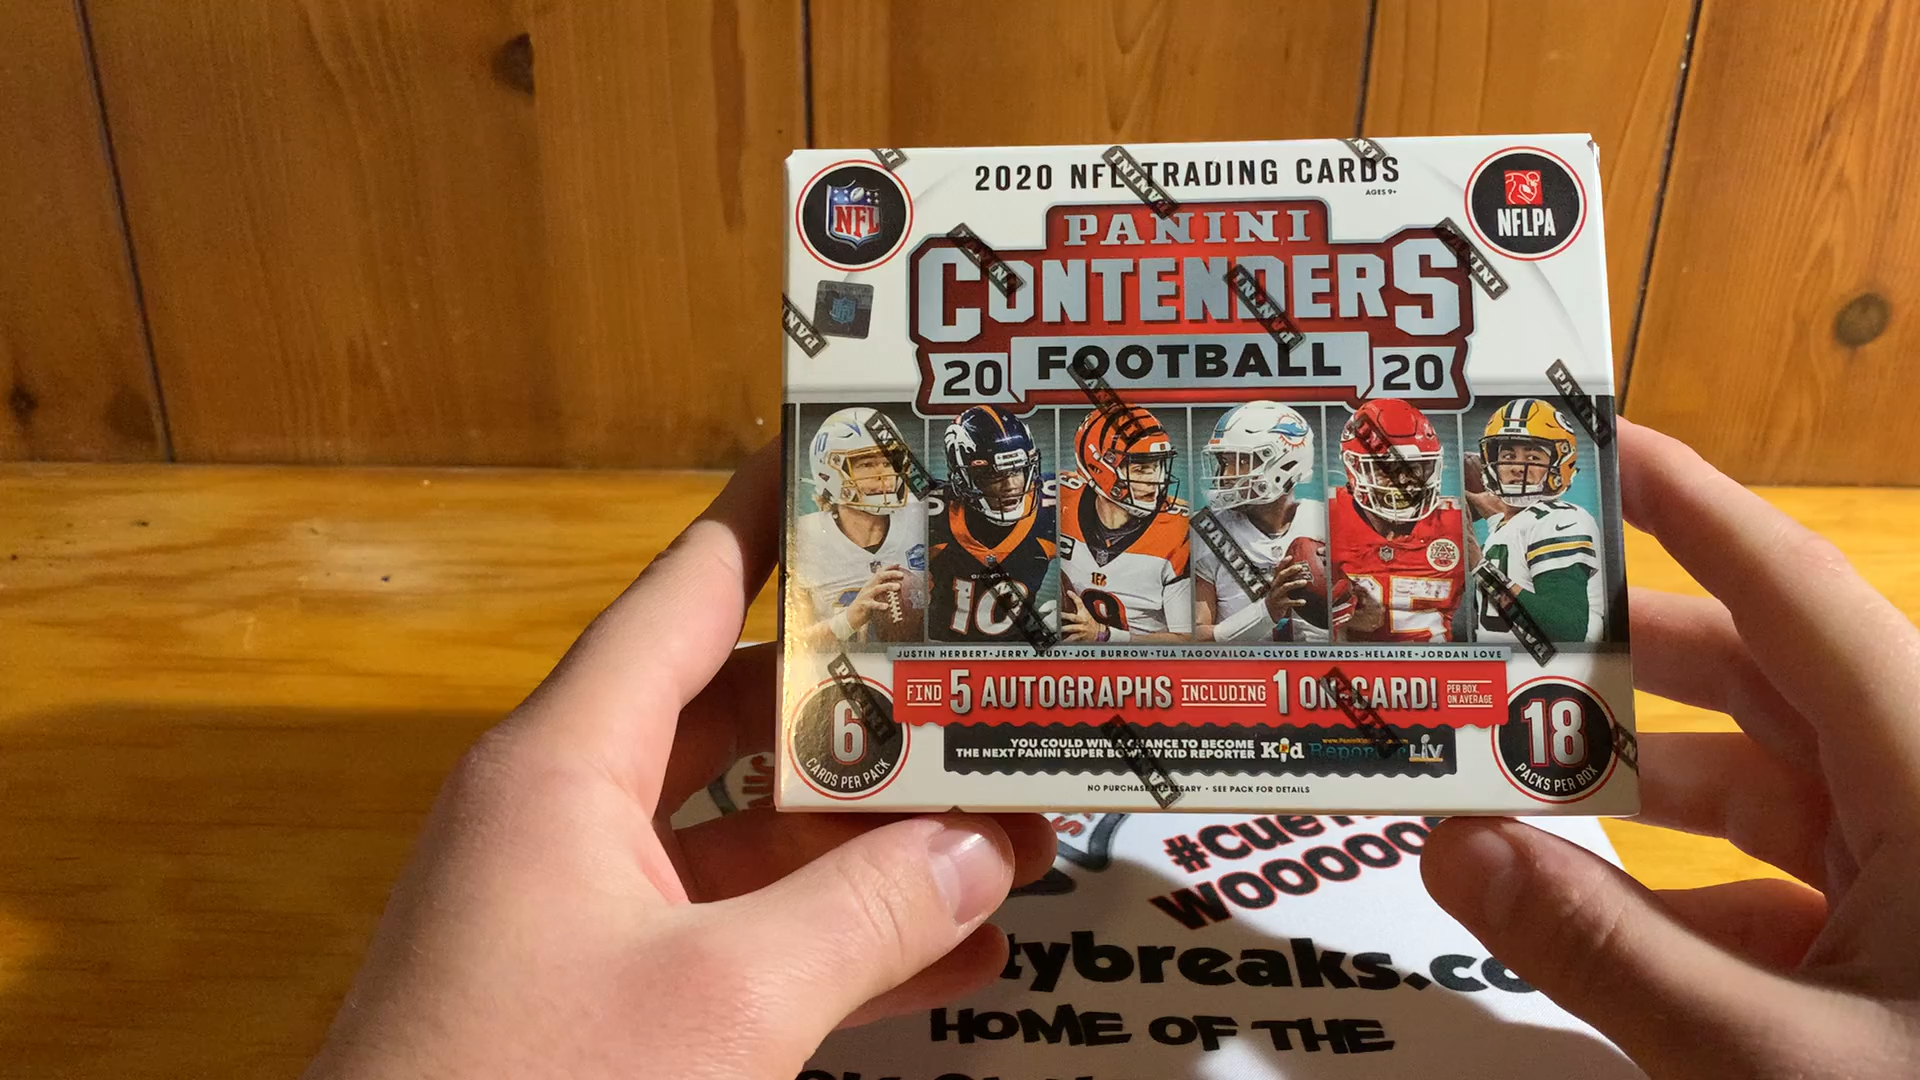 2020 NFL TRADING CARDS
AGES 9+
NFL
NFLPA
PANINI
CONTENDERS
20 FOOTBALL 20
JUSTIN HERBERT • JERRY JEUDY • JOE BURROW • TUA TAGOVAILOA • CLYDE EDWARDS-HELAIRE • JORDAN LOVE
FIND 5 AUTOGRAPHS INCLUDING 1 ON-CARD! PER BOX, ON AVERAGE
6 CARDS PER PACK
18 PACKS PER BOX
YOU COULD WIN A CHANCE TO BECOME
THE NEXT PANINI SUPER BOWL LV KID REPORTER
Kid Reporter LIV
NO PURCHASE NECESSARY • SEE PACK FOR DETAILS
tybreaks.co
HOME OF THE